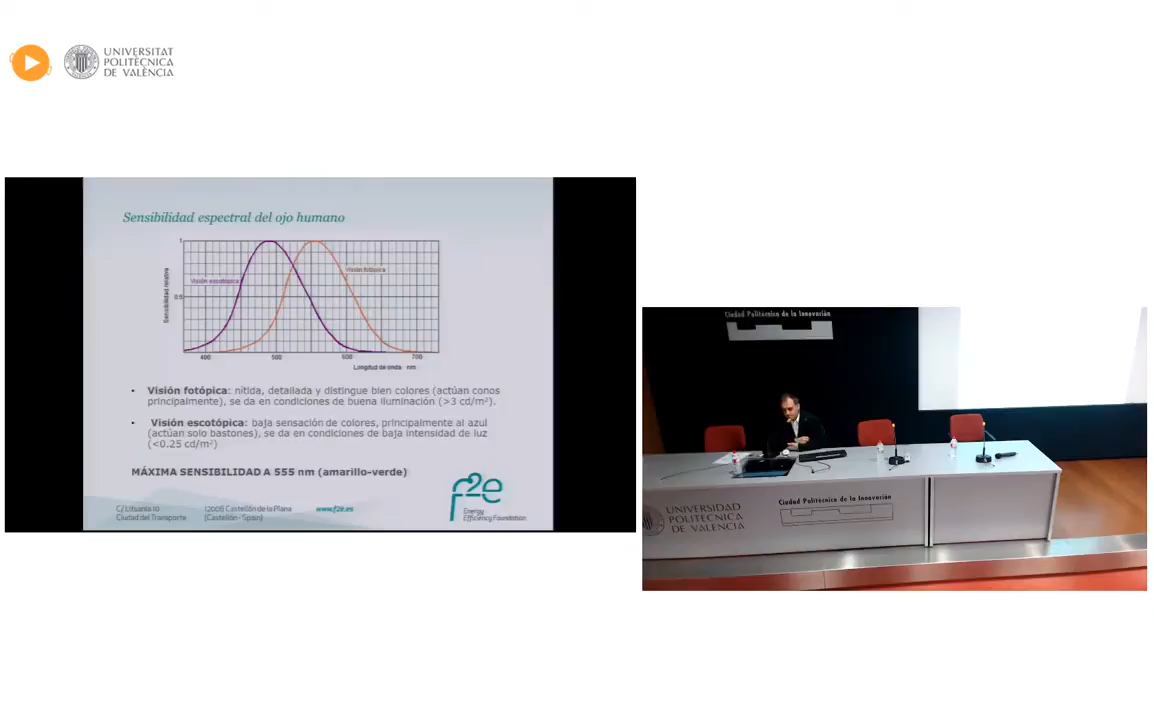 UNIVERSITAT
POLITÈCNICA
DE VALÈNCIA
Sensibilidad espectral del ojo humano
1
Visión fotópica
Visión escotópica
0.5
Sensibilidad relativa
400
500
600
700
Longitud de onda nm
• Visión fotópica: nítida, detallada y distingue bien colores (actúan conos
principalmente), se da en condiciones de buena iluminación (>3 cd/m²).
• Visión escotópica: baja sensación de colores, principalmente al azul
(actúan solo bastones), se da en condiciones de baja intensidad de luz
(<0.25 cd/m²)
MÁXIMA SENSIBILIDAD A 555 nm (amarillo-verde)
C/ Lituania 10
Ciudad del Transporte
12006 Castellón de la Plana
(Castellón - Spain)
www.f2e.es
f2e
Energy
Efficiency Foundation
Ciudad Politécnica de la Innovación
Ciudad Politécnica de la Innovación
UNIVERSIDAD
POLITECNICA
DE VALENCIA